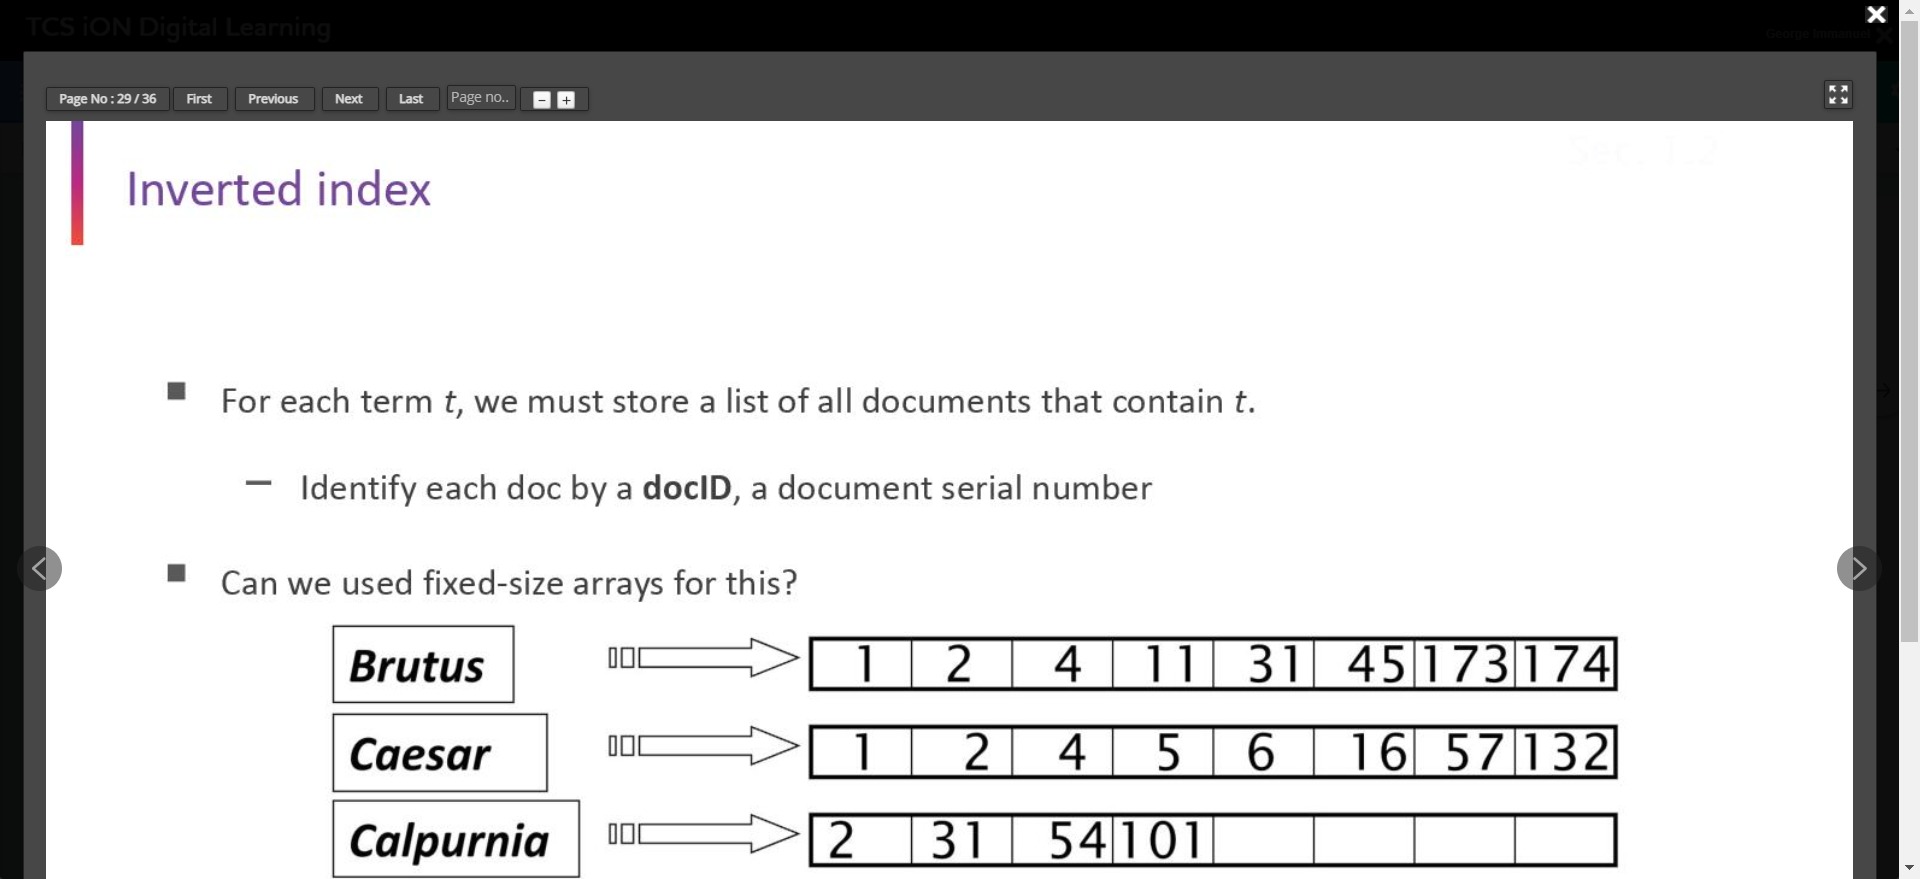 TCS iON Digital Learning
Page No : 29 / 36 First Previous Next Last Page no.. - +
Inverted index
For each term t, we must store a list of all documents that contain t.
— Identify each doc by a docID, a document serial number
Can we used fixed-size arrays for this?
Brutus 1 2 4 11 31 45 173 174
Caesar 1 2 4 5 6 16 57 132
Calpurnia 2 31 54 101